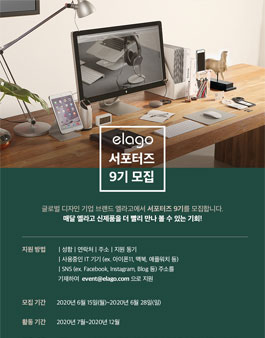 elago
서포터즈
9기 모집
글로벌 디자인 기업 브랜드 엘라고에서 서포터즈 9기를 모집합니다.
매달 엘라고 신제품을 더 빨리 만나 볼 수 있는 기회!
지원 방법 | 성함 | 연락처 | 주소 | 지원 동기
| 사용중인 IT 기기 (ex. 아이폰11, 맥북, 애플워치 등)
| SNS (ex. Facebook, Instagram, Blog 등) 주소를
기재하여 event@elago.com 으로 지원
모집 기간 2020년 6월 15일(월)~2020년 6월 28일(일)
활동 기간 2020년 7월~2020년 12월